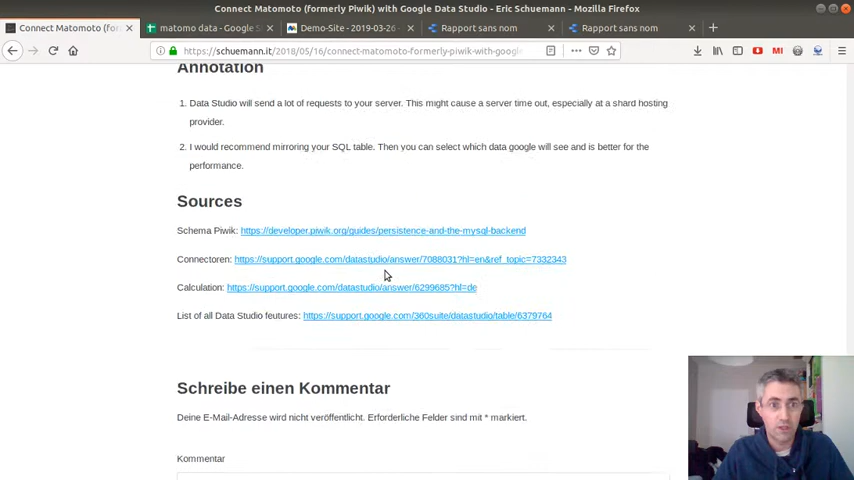 Connect Matomoto (formerly Piwik) with Google Data Studio - Eric Schuemann - Mozilla Firefox
Connect Matomoto (for
matomo data - Google S
Demo-Site - 2019-03-26 -
Rapport sans nom
Rapport sans nom
https://schuemann.it/2018/05/16/connect-matomoto-formerly-piwik-with-google
Annotation
1. Data Studio will send a lot of requests to your server. This might cause a server time out, especially at a shard hosting
provider.
2. I would recommend mirroring your SQL table. Then you can select which data google will see and is better for the
performance.
Sources
Schema Piwik: https://developer.piwik.org/guides/persistence-and-the-mysql-backend
Connectoren: https://support.google.com/datastudio/answer/7088031?hl=en&ref_topic=7332343
Calculation: https://support.google.com/datastudio/answer/6299685?hl=de
List of all Data Studio feutures: https://support.google.com/360suite/datastudio/table/6379764
Schreibe einen Kommentar
Deine E-Mail-Adresse wird nicht veröffentlicht. Erforderliche Felder sind mit * markiert.
Kommentar